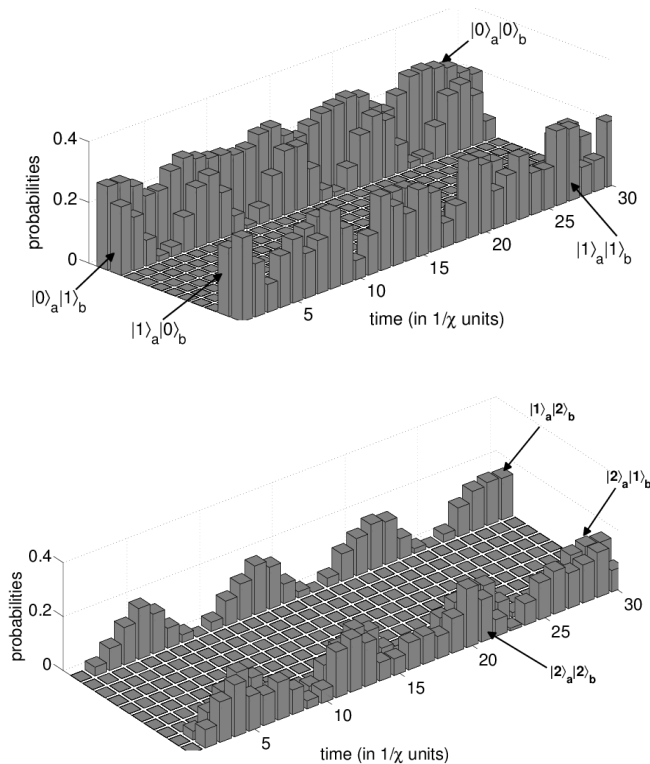 |0⟩a|0⟩b
0.4
0.2
0
probabilities
|0⟩a|1⟩b
|1⟩a|0⟩b
|1⟩a|1⟩b
5
10
15
20
25
30
time (in 1/χ units)
|1⟩a|2⟩b
|2⟩a|1⟩b
0.4
0.2
0
probabilities
|2⟩a|2⟩b
5
10
15
20
25
30
time (in 1/χ units)